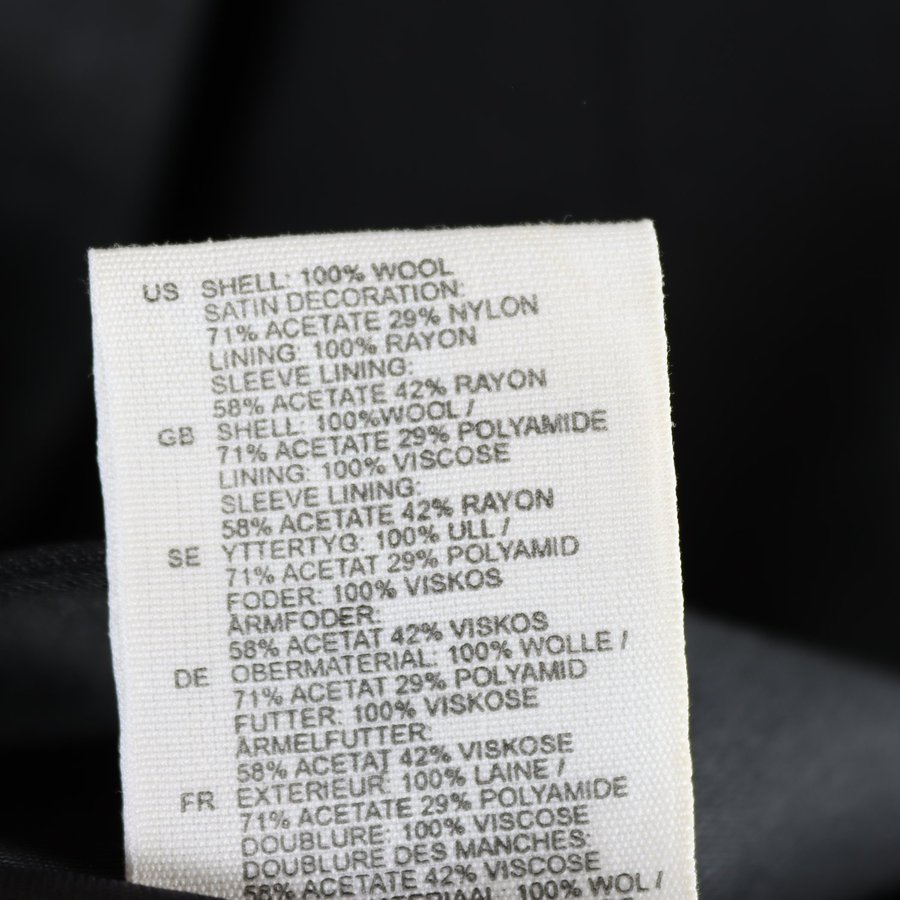 US SHELL: 100% WOOL
SATIN DECORATION:
71% ACETATE 29% NYLON
LINING: 100% RAYON
SLEEVE LINING:
58% ACETATE 42% RAYON
GB SHELL: 100%WOOL /
71% ACETATE 29% POLYAMIDE
LINING: 100% VISCOSE
SLEEVE LINING:
58% ACETATE 42% RAYON
SE YTTERTYG: 100% ULL /
71% ACETAT 29% POLYAMID
FODER: 100% VISKOS
ÄRMFODER:
58% ACETAT 42% VISKOS
DE OBERMATERIAL: 100% WOLLE /
71% ACETAT 29% POLYAMID
FUTTER: 100% VISKOSE
ÄRMELFUTTER:
58% ACETAT 42% VISKOSE
FR EXTERIEUR: 100% LAINE /
71% ACETATE 29% POLYAMIDE
DOUBLURE: 100% VISCOSE
DOUBLURE DES MANCHES:
58% ACETATE 42% VISCOSE
100% WOL /